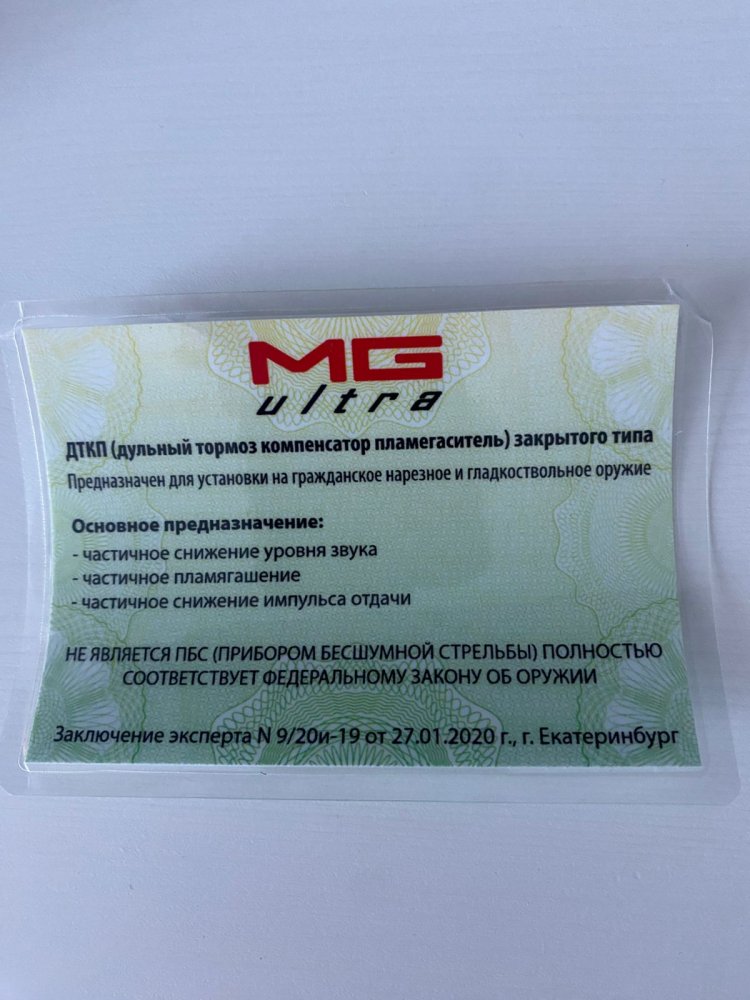 MG
ultra
ДТКП (дульный тормоз компенсатор пламегаситель) закрытого типа
Предназначен для установки на гражданское нарезное и гладкоствольное оружие
Основное предназначение:
- частичное снижение уровня звука
- частичное пламягашение
- частичное снижение импульса отдачи
НЕ ЯВЛЯЕТСЯ ПБС (ПРИБОРОМ БЕСШУМНОЙ СТРЕЛЬБЫ) ПОЛНОСТЬЮ
СООТВЕТСТВУЕТ ФЕДЕРАЛЬНОМУ ЗАКОНУ ОБ ОРУЖИИ
Заключение эксперта N 9/20и-19 от 27.01.2020 г., г. Екатеринбург